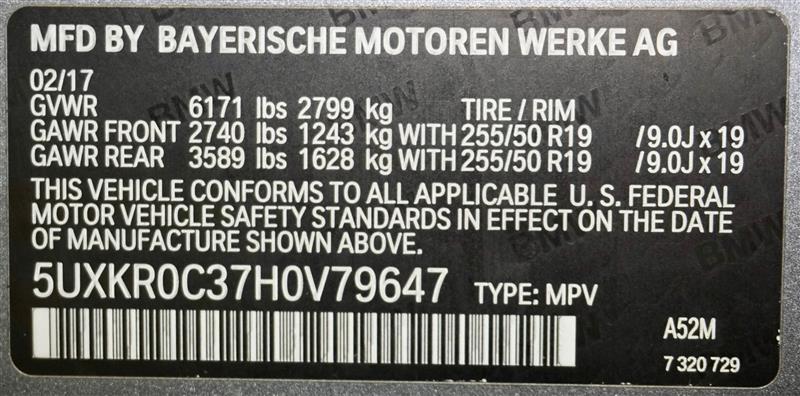 MFD BY BAYERISCHE MOTOREN WERKE AG
02/17
GVWR 6171 lbs 2799 kg TIRE / RIM
GAWR FRONT 2740 lbs 1243 kg WITH 255/50 R19 /9.0J x 19
GAWR REAR 3589 lbs 1628 kg WITH 255/50 R19 /9.0J x 19
THIS VEHICLE CONFORMS TO ALL APPLICABLE U. S. FEDERAL
MOTOR VEHICLE SAFETY STANDARDS IN EFFECT ON THE DATE
OF MANUFACTURE SHOWN ABOVE.
5UXKR0C37H0V79647 TYPE: MPV
A52M
7 320 729